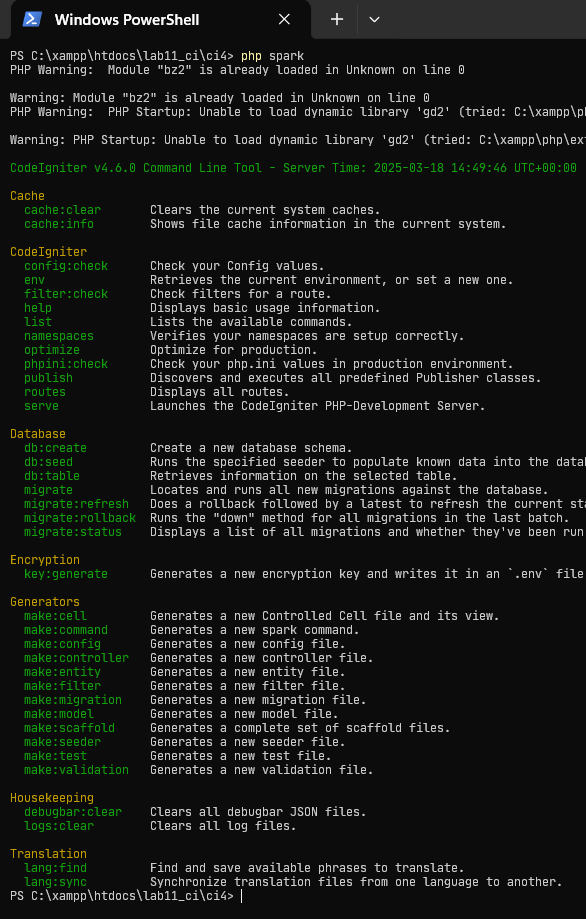 Windows PowerShell
PS C:\xampp\htdocs\lab11_ci\ci4> php spark
PHP Warning:  Module "bz2" is already loaded in Unknown on line 0
Warning: Module "bz2" is already loaded in Unknown on line 0
PHP Warning:  PHP Startup: Unable to load dynamic library 'gd2' (tried: C:\xampp\ph
Warning: PHP Startup: Unable to load dynamic library 'gd2' (tried: C:\xampp\php\ext
CodeIgniter v4.6.0 Command Line Tool - Server Time: 2025-03-18 14:49:46 UTC+00:00
Cache
  cache:clear       Clears the current system caches.
  cache:info        Shows file cache information in the current system.
CodeIgniter
  config:check      Check your Config values.
  env               Retrieves the current environment, or set a new one.
  filter:check      Check filters for a route.
  help              Displays basic usage information.
  list              Lists the available commands.
  namespaces        Verifies your namespaces are setup correctly.
  optimize          Optimize for production.
  phpini:check      Check your php.ini values in production environment.
  publish           Discovers and executes all predefined Publisher classes.
  routes            Displays all routes.
  serve             Launches the CodeIgniter PHP-Development Server.
Database
  db:create         Create a new database schema.
  db:seed           Runs the specified seeder to populate known data into the datab
  db:table          Retrieves information on the selected table.
  migrate           Locates and runs all new migrations against the database.
  migrate:refresh   Does a rollback followed by a latest to refresh the current sta
  migrate:rollback  Runs the "down" method for all migrations in the last batch.
  migrate:status    Displays a list of all migrations and whether they've been run
Encryption
  key:generate      Generates a new encryption key and writes it in an `.env` file
Generators
  make:cell         Generates a new Controlled Cell file and its view.
  make:command      Generates a new spark command.
  make:config       Generates a new config file.
  make:controller   Generates a new controller file.
  make:entity       Generates a new entity file.
  make:filter       Generates a new filter file.
  make:migration    Generates a new migration file.
  make:model        Generates a new model file.
  make:scaffold     Generates a complete set of scaffold files.
  make:seeder       Generates a new seeder file.
  make:test         Generates a new test file.
  make:validation   Generates a new validation file.
Housekeeping
  debugbar:clear    Clears all debugbar JSON files.
  logs:clear        Clears all log files.
Translation
  lang:find         Find and save available phrases to translate.
  lang:sync         Synchronize translation files from one language to another.
PS C:\xampp\htdocs\lab11_ci\ci4>